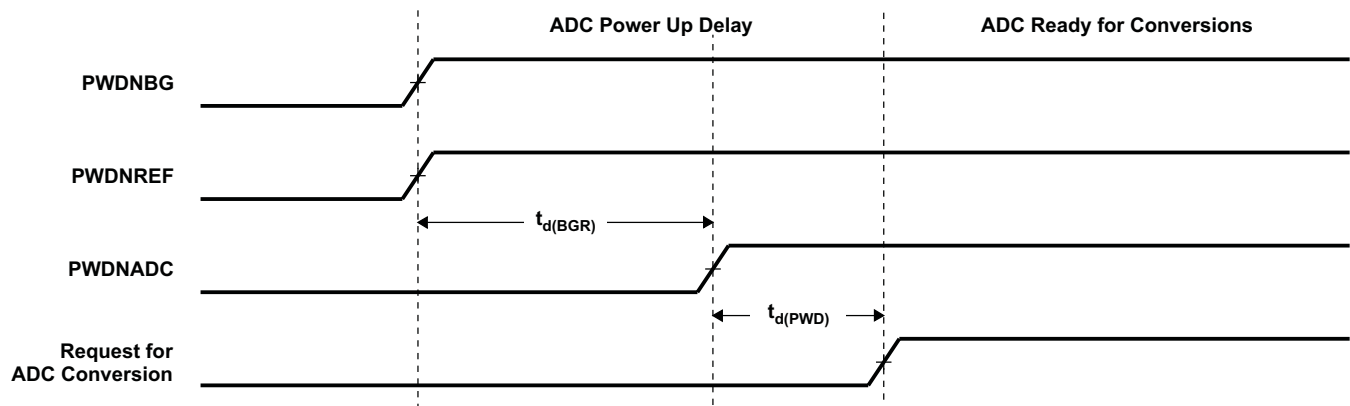 ADC Power Up Delay
ADC Ready for Conversions
PWDNBG
PWDNREF
td(BGR)
PWDNADC
td(PWD)
Request for
ADC Conversion